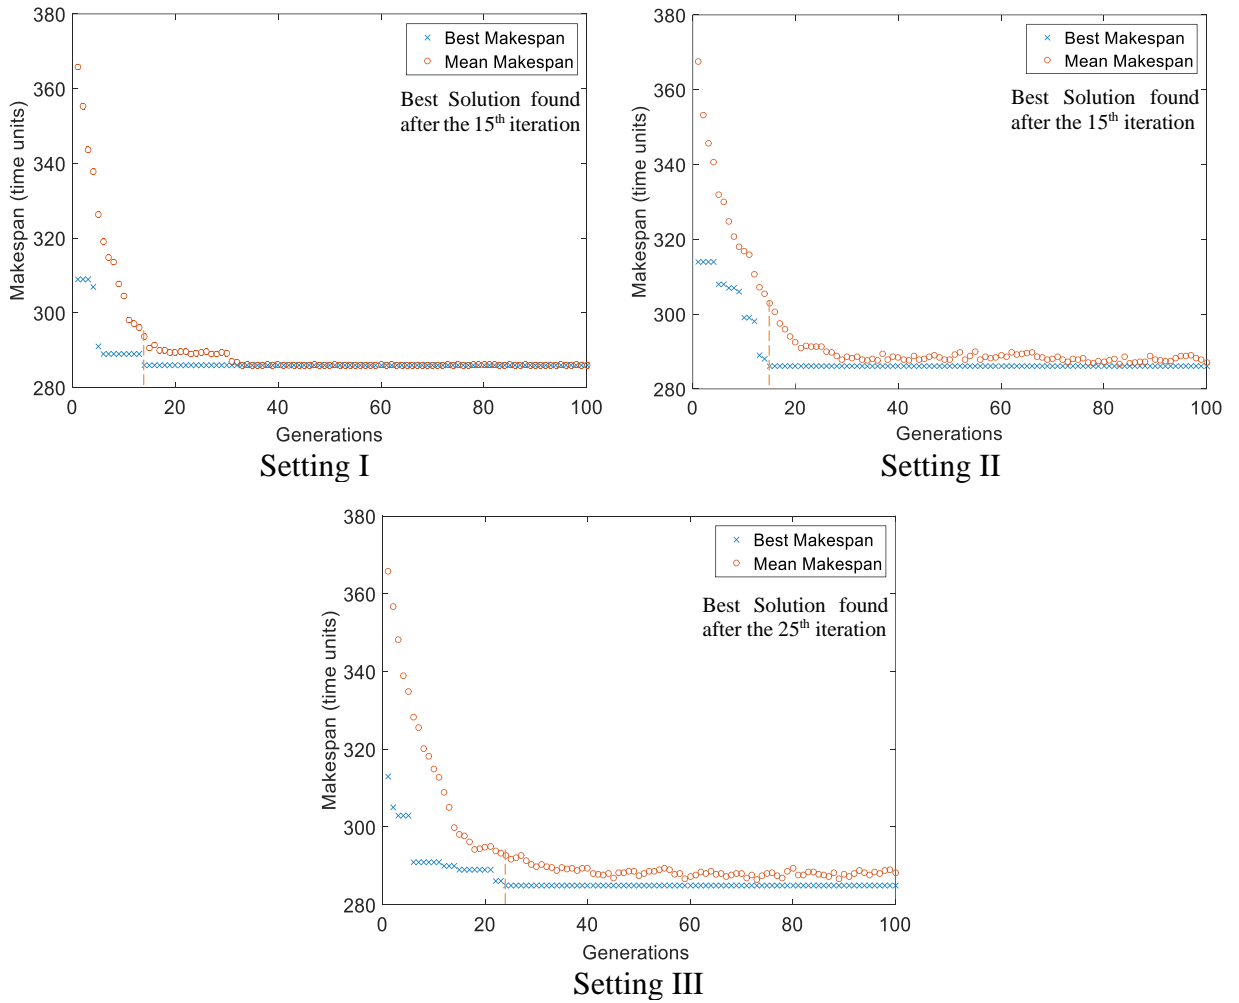 380
360
340
320
300
280
Makespan (time units)
0
20
40
60
80
100
Generations
Best Makespan
Mean Makespan
Best Solution found
after the 15th iteration
Setting I
380
360
340
320
300
280
Makespan (time units)
0
20
40
60
80
100
Generations
Best Makespan
Mean Makespan
Best Solution found
after the 15th iteration
Setting II
380
360
340
320
300
280
Makespan (time units)
0
20
40
60
80
100
Generations
Best Makespan
Mean Makespan
Best Solution found
after the 25th iteration
Setting III